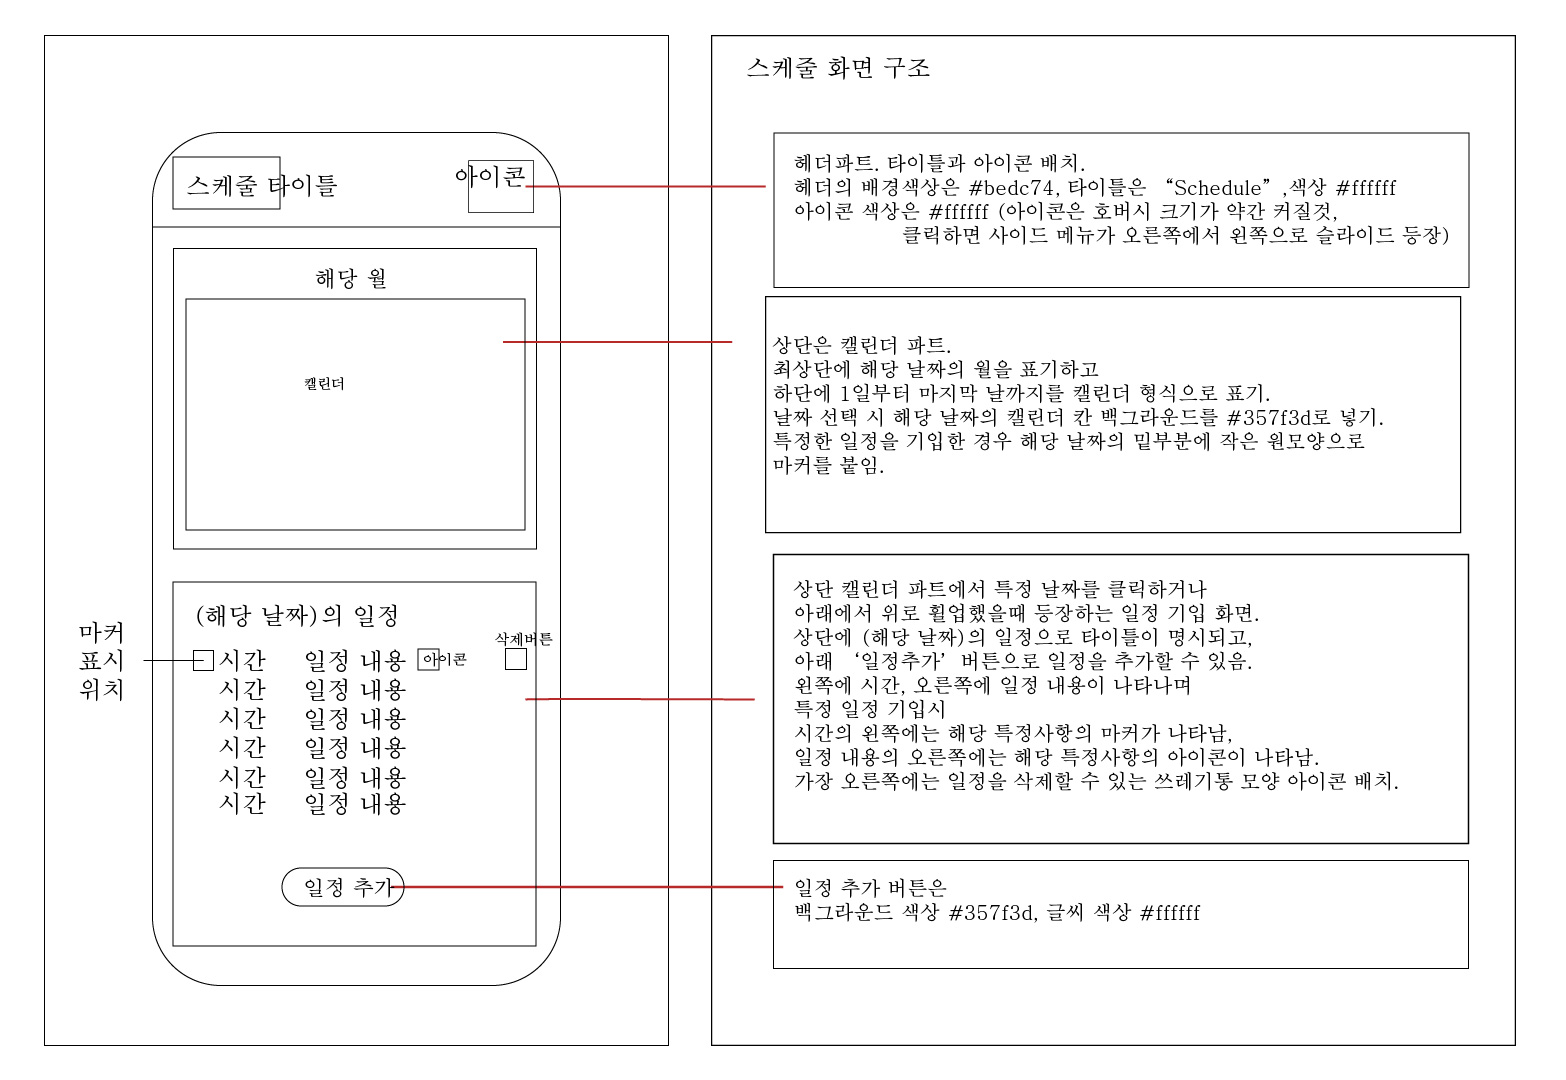 스케줄 타이틀
아이콘
해당 월
캘린더
(해당 날짜)의 일정
삭제버튼
마커
표시
위치
시간 일정 내용 아이콘
시간 일정 내용
시간 일정 내용
시간 일정 내용
시간 일정 내용
시간 일정 내용
일정 추가
스케줄 화면 구조
헤더파트. 타이틀과 아이콘 배치.
헤더의 배경색상은 #bedc74, 타이틀은 “Schedule”,색상 #ffffff
아이콘 색상은 #ffffff (아이콘은 호버시 크기가 약간 커질것,
클릭하면 사이드 메뉴가 오른쪽에서 왼쪽으로 슬라이드 등장)
상단은 캘린더 파트.
최상단에 해당 날짜의 월을 표기하고
하단에 1일부터 마지막 날까지를 캘린더 형식으로 표기.
날짜 선택 시 해당 날짜의 캘린더 칸 백그라운드를 #357f3d로 넣기.
특정한 일정을 기입한 경우 해당 날짜의 밑부분에 작은 원모양으로
마커를 붙임.
상단 캘린더 파트에서 특정 날짜를 클릭하거나
아래에서 위로 휠업했을때 등장하는 일정 기입 화면.
상단에 (해당 날짜)의 일정으로 타이틀이 명시되고,
아래 ‘일정추가’ 버튼으로 일정을 추가할 수 있음.
왼쪽에 시간, 오른쪽에 일정 내용이 나타나며
특정 일정 기입시
시간의 왼쪽에는 해당 특정사항의 마커가 나타남,
일정 내용의 오른쪽에는 해당 특정사항의 아이콘이 나타남.
가장 오른쪽에는 일정을 삭제할 수 있는 쓰레기통 모양 아이콘 배치.
일정 추가 버튼은
백그라운드 색상 #357f3d, 글씨 색상 #ffffff